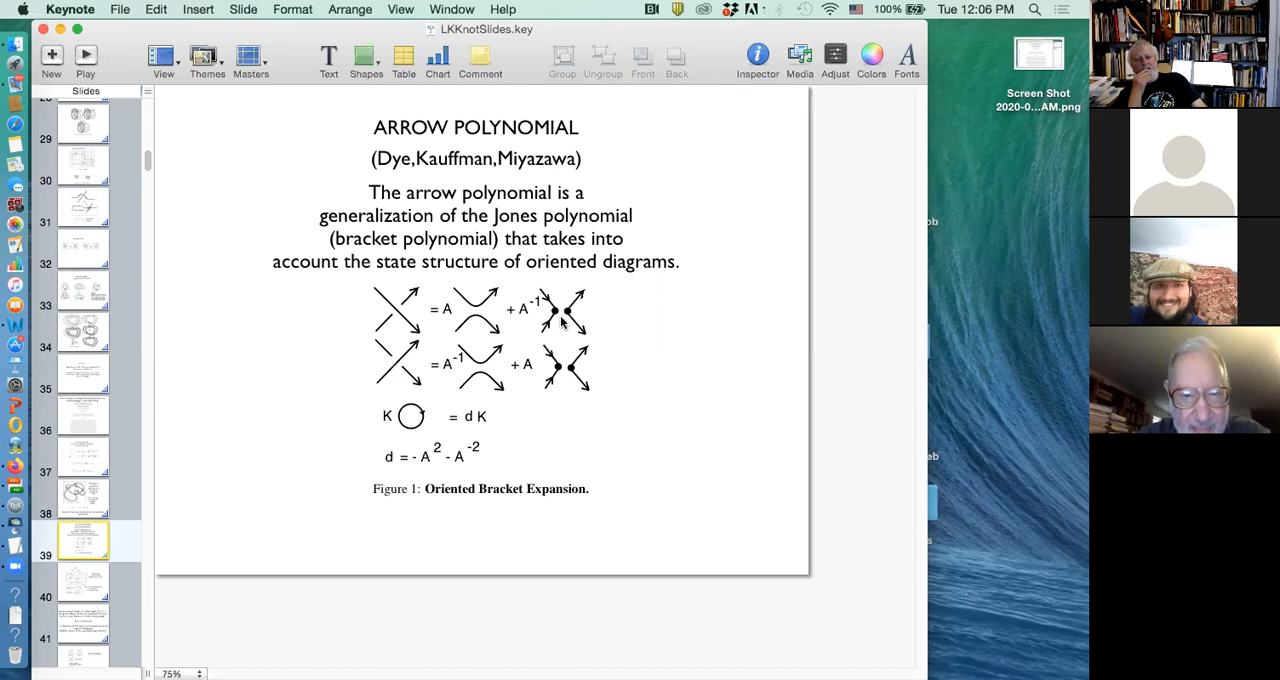 Keynote File Edit Insert Slide Format Arrange View Window Help 100% Tue 12:06 PM
LKKnotSlides.key
New Play View Themes Masters Text Shapes Table Chart Comment Group Ungroup Front Back Inspector Media Adjust Colors Fonts
Slides
29
30
31
32
33
34
35
36
37
38
39
40
41
ARROW POLYNOMIAL
(Dye,Kauffman,Miyazawa)
The arrow polynomial is a
generalization of the Jones polynomial
(bracket polynomial) that takes into
account the state structure of oriented diagrams.
= A + A-1
= A-1 + A
K = d K
d = - A 2 - A -2
Figure 1: Oriented Bracket Expansion.
75%
Screen Shot
2020-0...AM.png